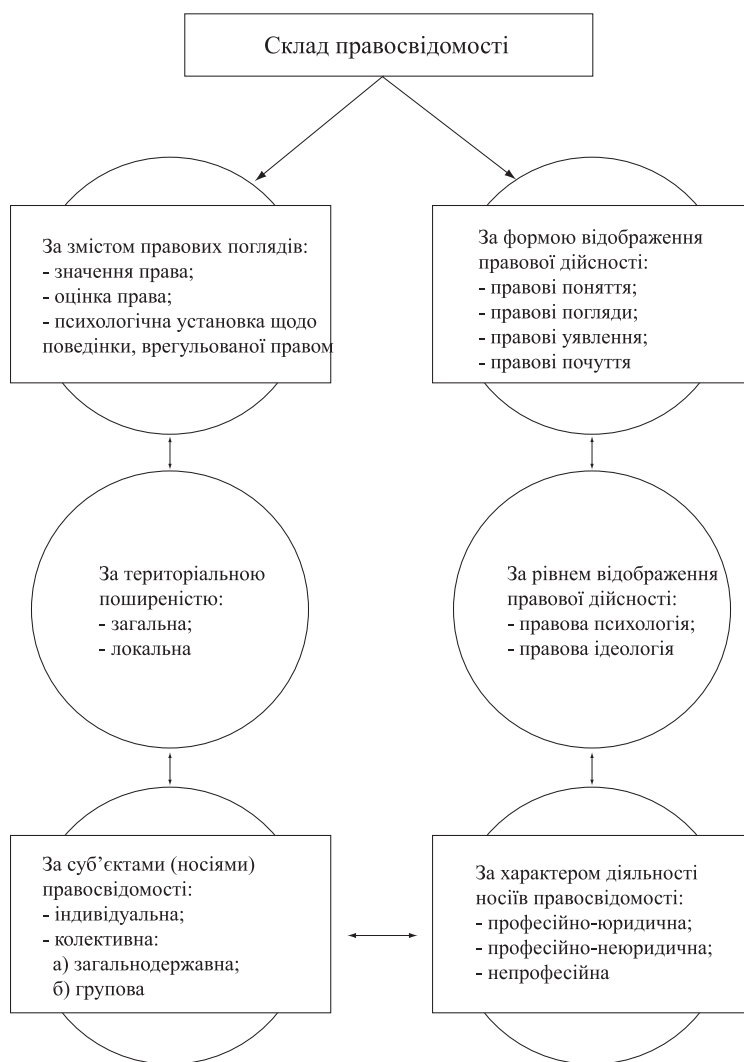 Склад правосвідомості
За змістом правових поглядів:
- значення права;
- оцінка права;
- психологічна установка щодо
поведінки, врегульованої правом
За формою відображення
правової дійсності:
- правові поняття;
- правові погляди;
- правові уявлення;
- правові почуття
За територіальною
поширеністю:
- загальна;
- локальна
За рівнем відображення
правової дійсності:
- правова психологія;
- правова ідеологія
За суб’єктами (носіями)
правосвідомості:
- індивідуальна;
- колективна:
а) загальнодержавна;
б) групова
За характером діяльності
носіїв правосвідомості:
- професійно-юридична;
- професійно-неюридична;
- непрофесійна